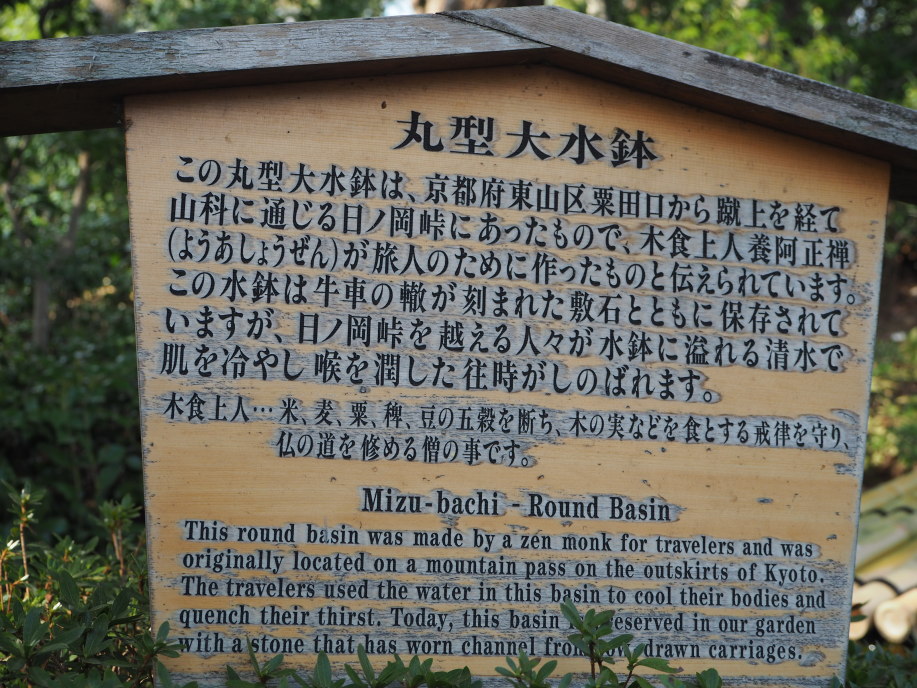 丸型大水鉢
この丸型大水鉢は、京都府東山区粟田口から蹴上を経て
山科に通じる日ノ岡峠にあったもので、木食上人養阿正禅
(ようあしょうぜん)が旅人のために作ったものと伝えられています。
この水鉢は牛車の轍が刻まれた敷石とともに保存されて
いますが、日ノ岡峠を越える人々が水鉢に溢れる清水で
肌を冷やし喉を潤した往時がしのばれます。
木食上人…米、麦、粟、稗、豆の五穀を断ち、木の実などを食とする戒律を守り、
仏の道を修める僧の事です。
Mizu-bachi - Round Basin
This round basin was made by a zen monk for travelers and was
originally located on a mountain pass on the outskirts of Kyoto.
The travelers used the water in this basin to cool their bodies and
quench their thirst. Today, this basin in our garden
with a stone that has worn channel drawn carriages.